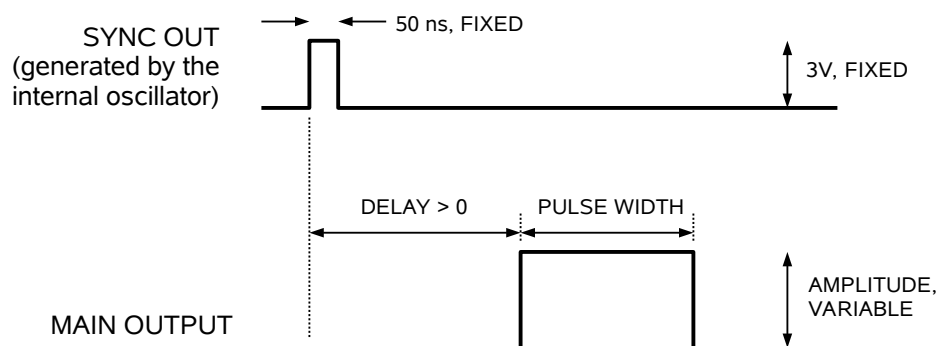 50 ns, FIXED
SYNC OUT
(generated by the
internal oscillator)
3V, FIXED
DELAY > 0
PULSE WIDTH
AMPLITUDE,
VARIABLE
MAIN OUTPUT